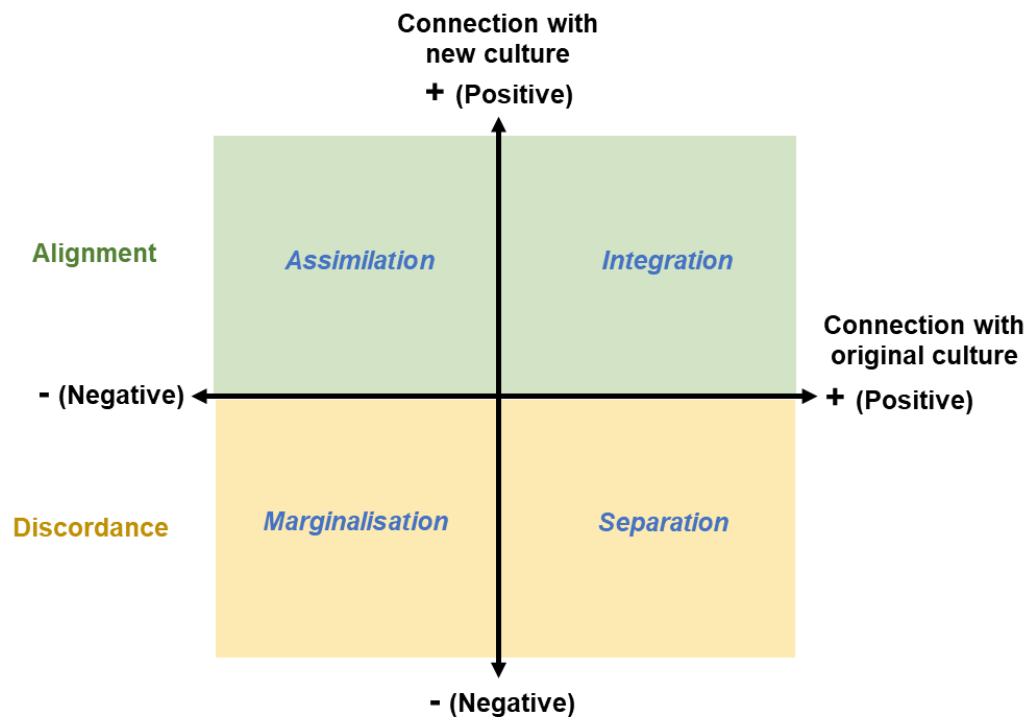 Connection with
new culture
+ (Positive)
Alignment
Assimilation
Integration
Connection with
original culture
- (Negative)
+ (Positive)
Discordance
Marginalisation
Separation
- (Negative)